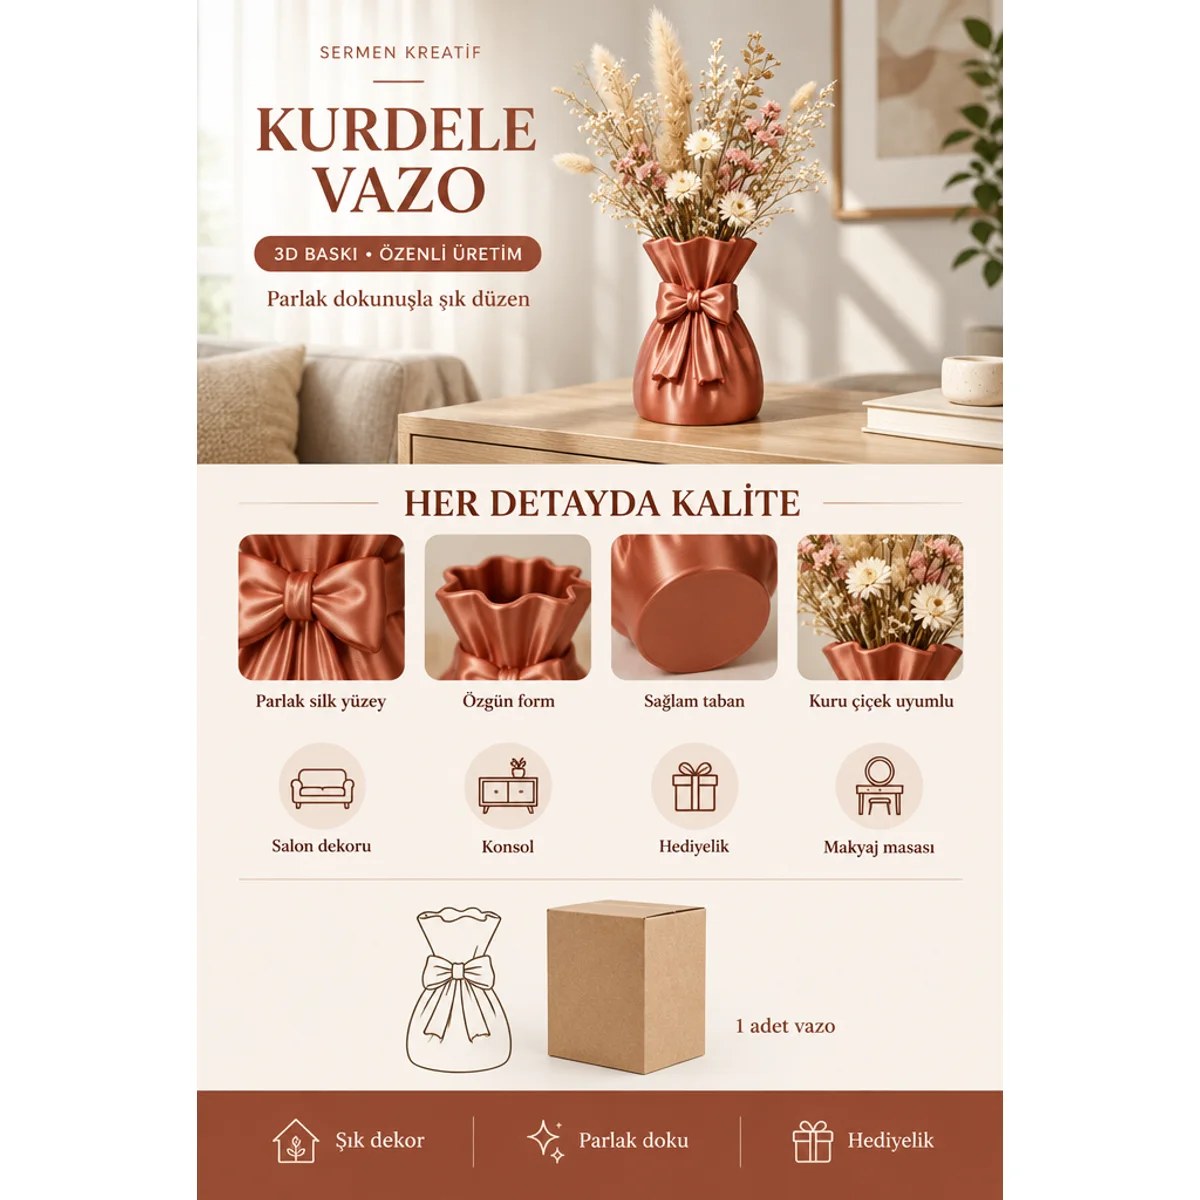 SERMEN KREATİF
KURDELE
VAZO
3D BASKI • ÖZENLİ ÜRETİM
Parlak dokunuşla şık düzen
HER DETAYDA KALİTE
Parlak silk yüzey
Özgün form
Sağlam taban
Kuru çiçek uyumlu
Salon dekoru
Konsol
Hediyelik
Makyaj masası
1 adet vazo
Şık dekor
Parlak doku
Hediyelik